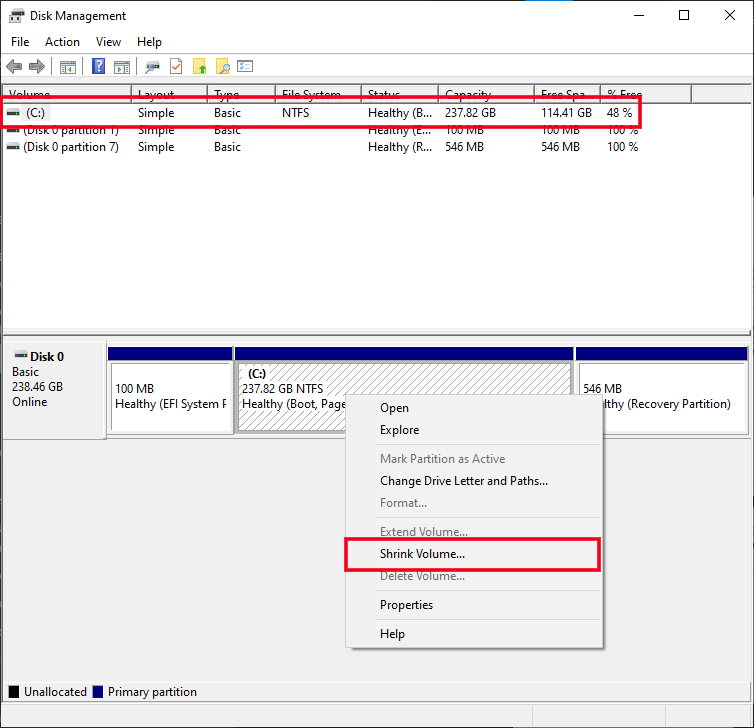 Disk Management
File Action View Help
Volume Layout Type File System Status Capacity Free Spa... % Free
(C:) Simple Basic NTFS Healthy (B... 237.82 GB 114.41 GB 48 %
(Disk 0 partition 1) Simple Basic Healthy (E... 100 MB 100 MB 100 %
(Disk 0 partition 7) Simple Basic Healthy (R... 546 MB 546 MB 100 %
Disk 0
Basic
238.46 GB
Online
100 MB
Healthy (EFI System P
(C:)
237.82 GB NTFS
Healthy (Boot, Page
546 MB
lthy (Recovery Partition)
Open
Explore
Mark Partition as Active
Change Drive Letter and Paths...
Format...
Extend Volume...
Shrink Volume...
Delete Volume...
Properties
Help
Unallocated Primary partition